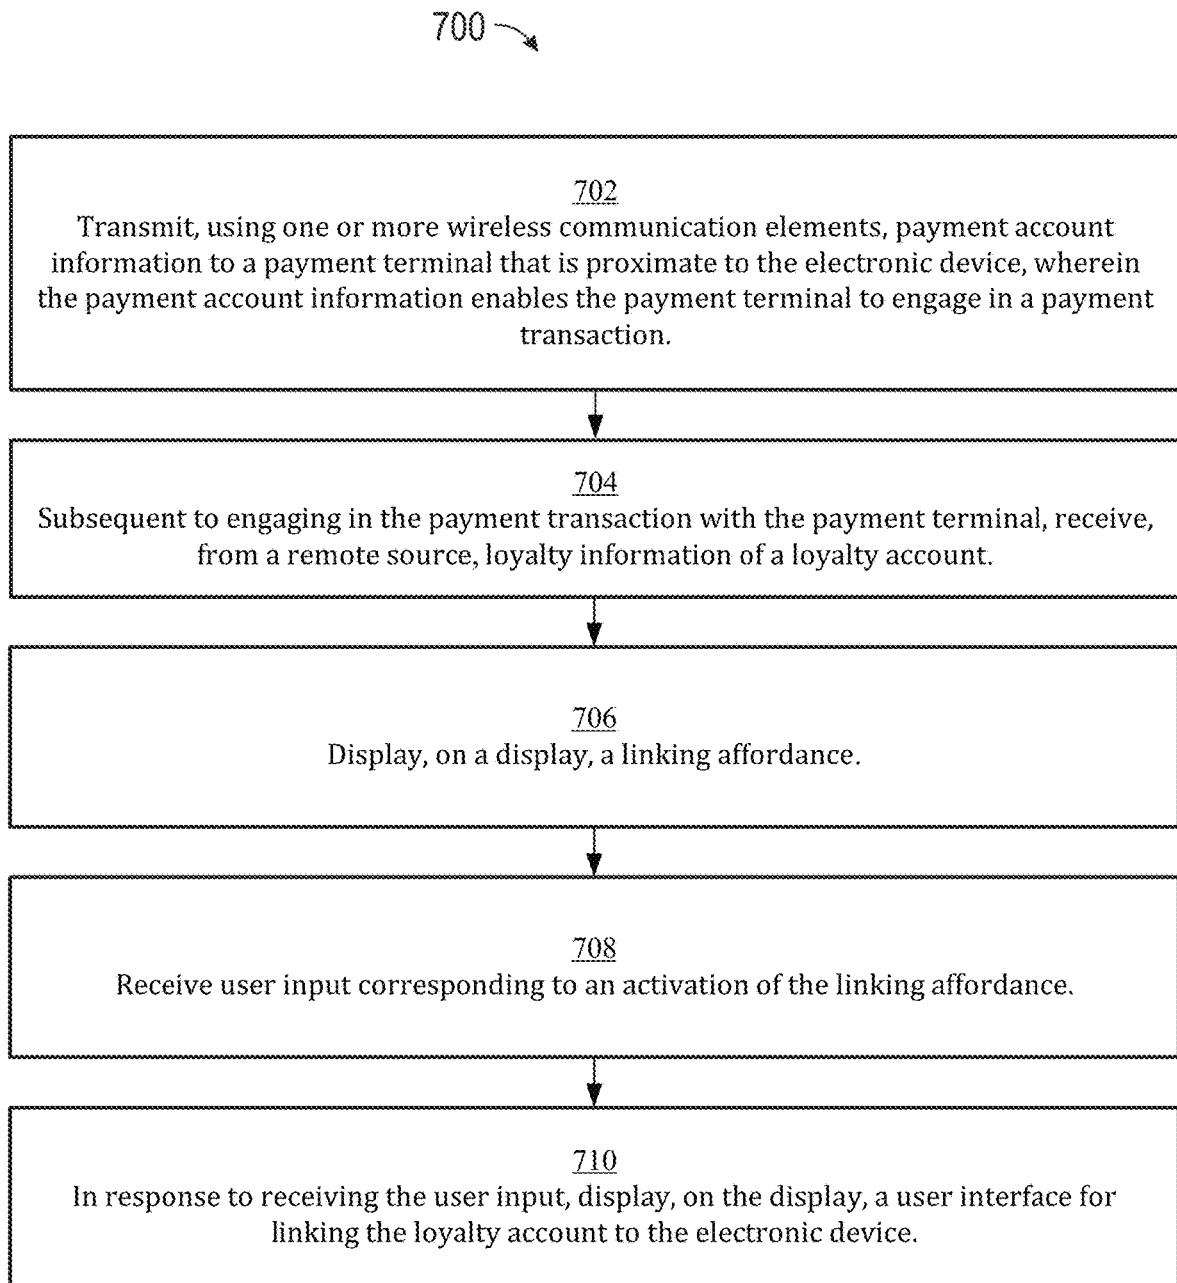 700
702
Transmit, using one or more wireless communication elements, payment account
information to a payment terminal that is proximate to the electronic device, wherein
the payment account information enables the payment terminal to engage in a payment
transaction.
704
Subsequent to engaging in the payment transaction with the payment terminal, receive,
from a remote source, loyalty information of a loyalty account.
706
Display, on a display, a linking affordance.
708
Receive user input corresponding to an activation of the linking affordance.
710
In response to receiving the user input, display, on the display, a user interface for
linking the loyalty account to the electronic device.